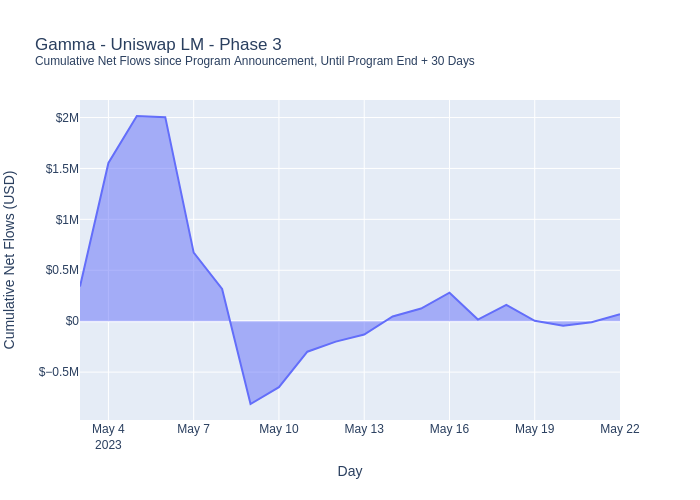 Gamma - Uniswap LM - Phase 3
Cumulative Net Flows since Program Announcement, Until Program End + 30 Days
Cumulative Net Flows (USD)
$2M
$1.5M
$1M
$0.5M
$0
$−0.5M
May 4
2023
May 7
May 10
May 13
May 16
May 19
May 22
Day